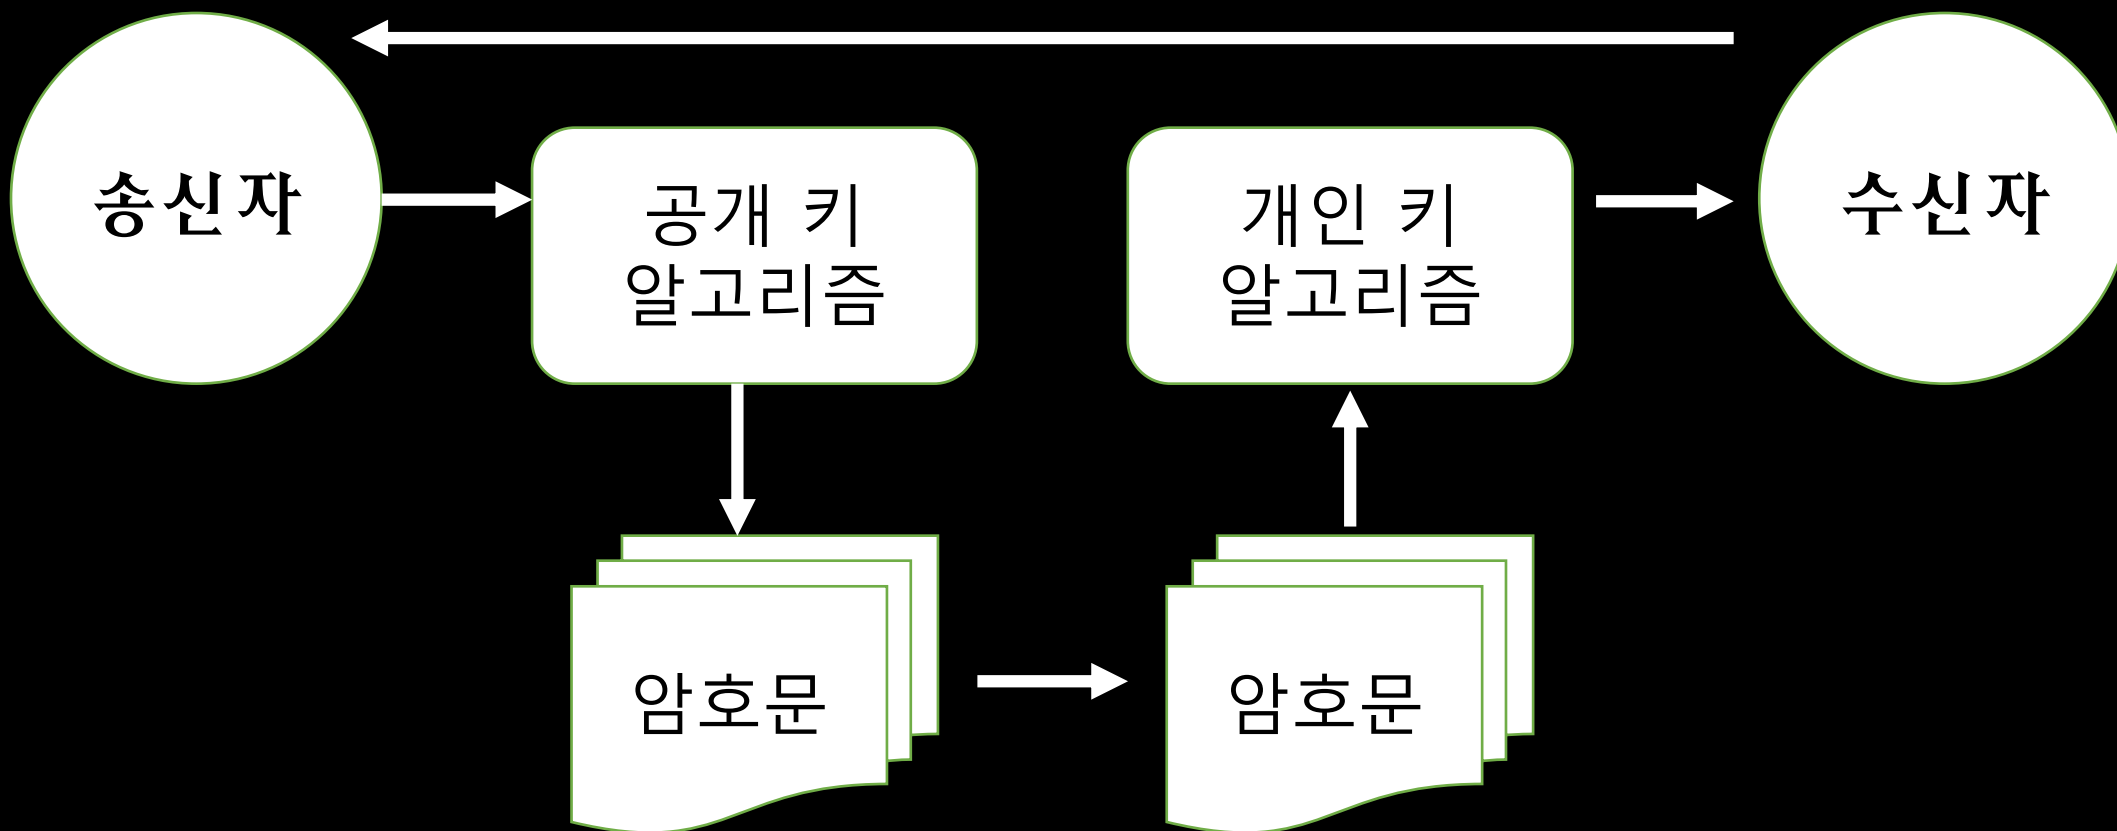 송신자
공개 키
알고리즘
개인 키
알고리즘
수신자
암호문
암호문